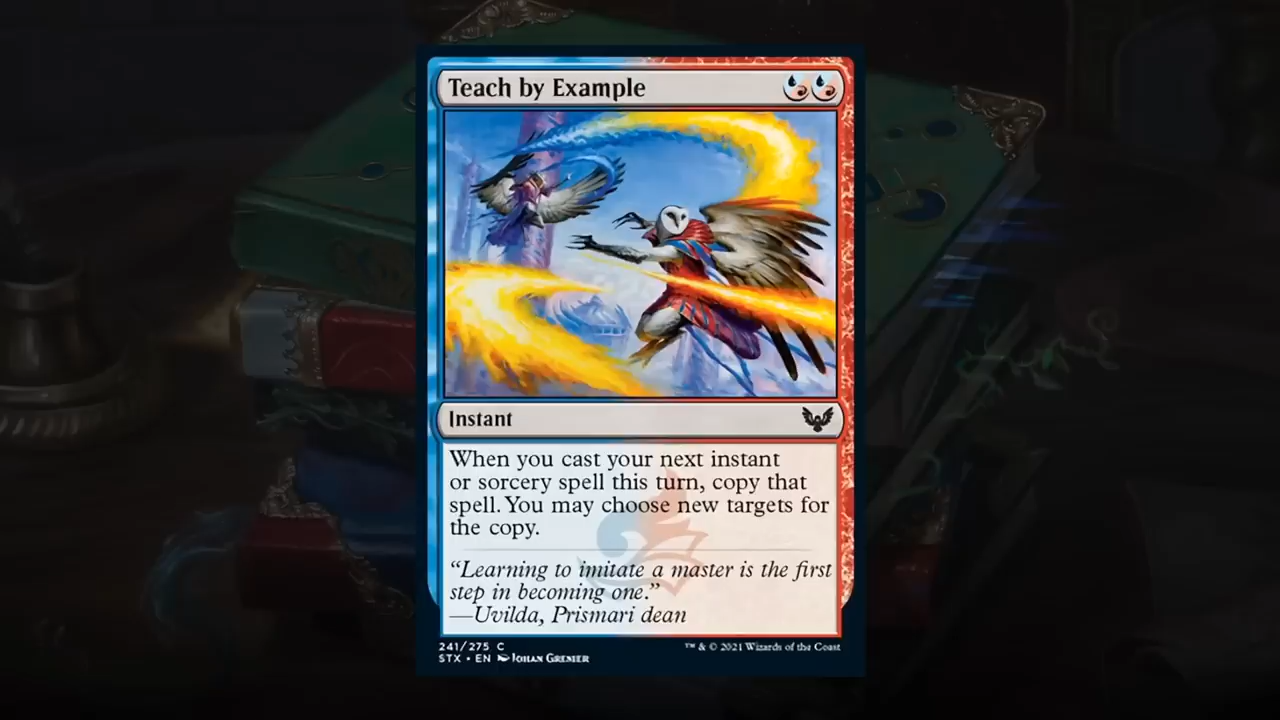 Teach by Example
Instant
When you cast your next instant
or sorcery spell this turn, copy that
spell. You may choose new targets for
the copy.
“Learning to imitate a master is the first
step in becoming one.”
—Uvilda, Prismari dean
241/275 C
STX • EN Johan Grenier
™ & © 2021 Wizards of the Coast